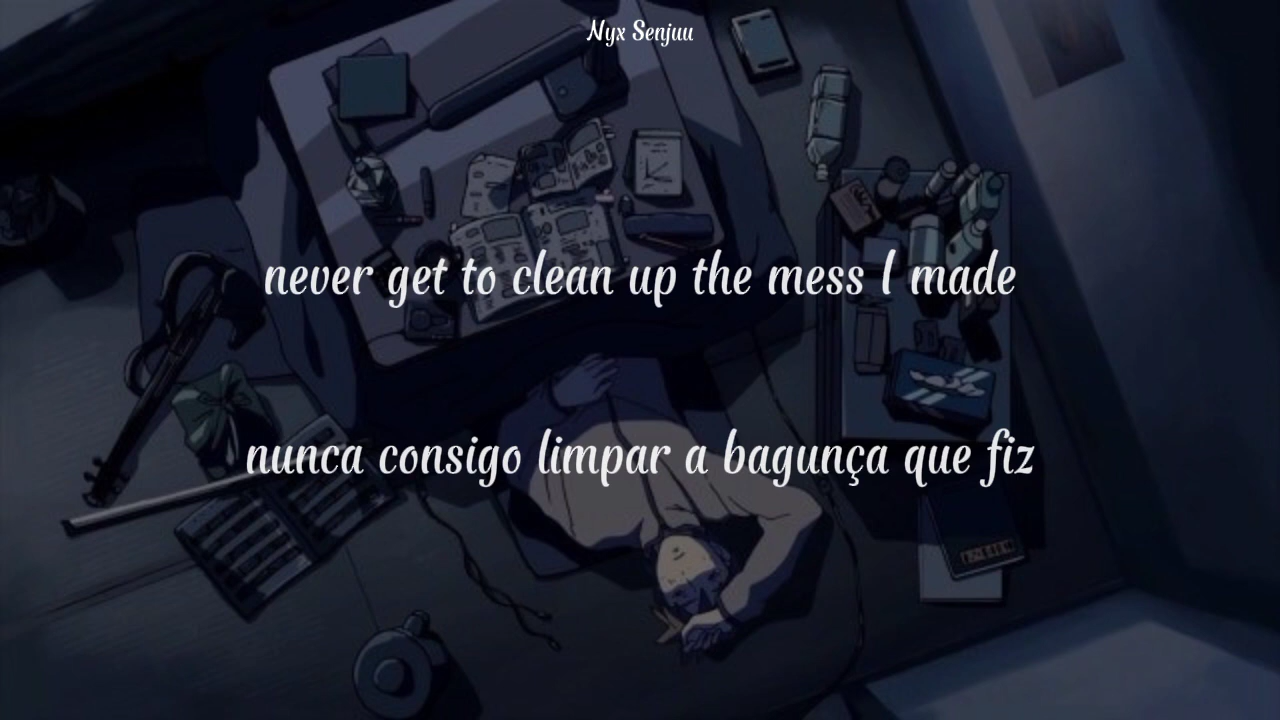 Nyx Senjuu
never get to clean up the mess I made
nunca consigo limpar a bagunça que fiz